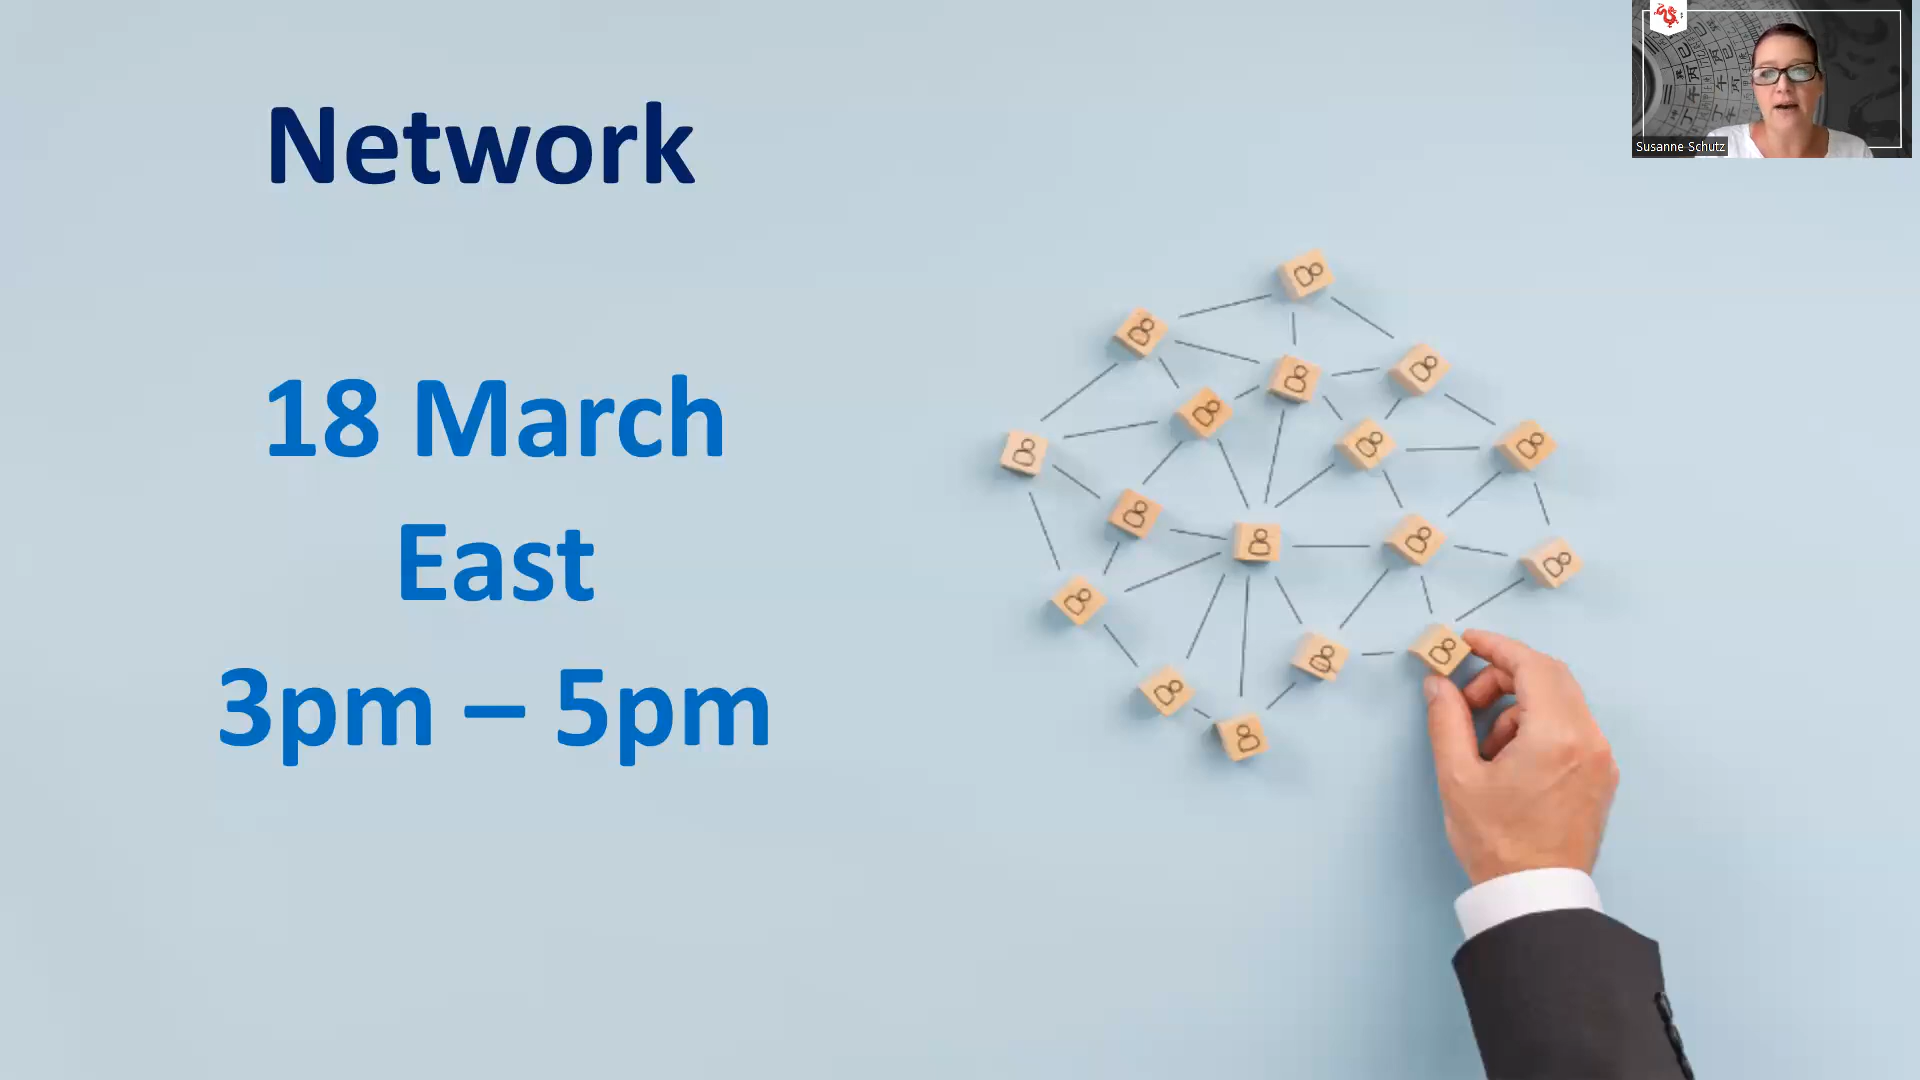 Network
18 March
East
3pm – 5pm
Susanne Schutz